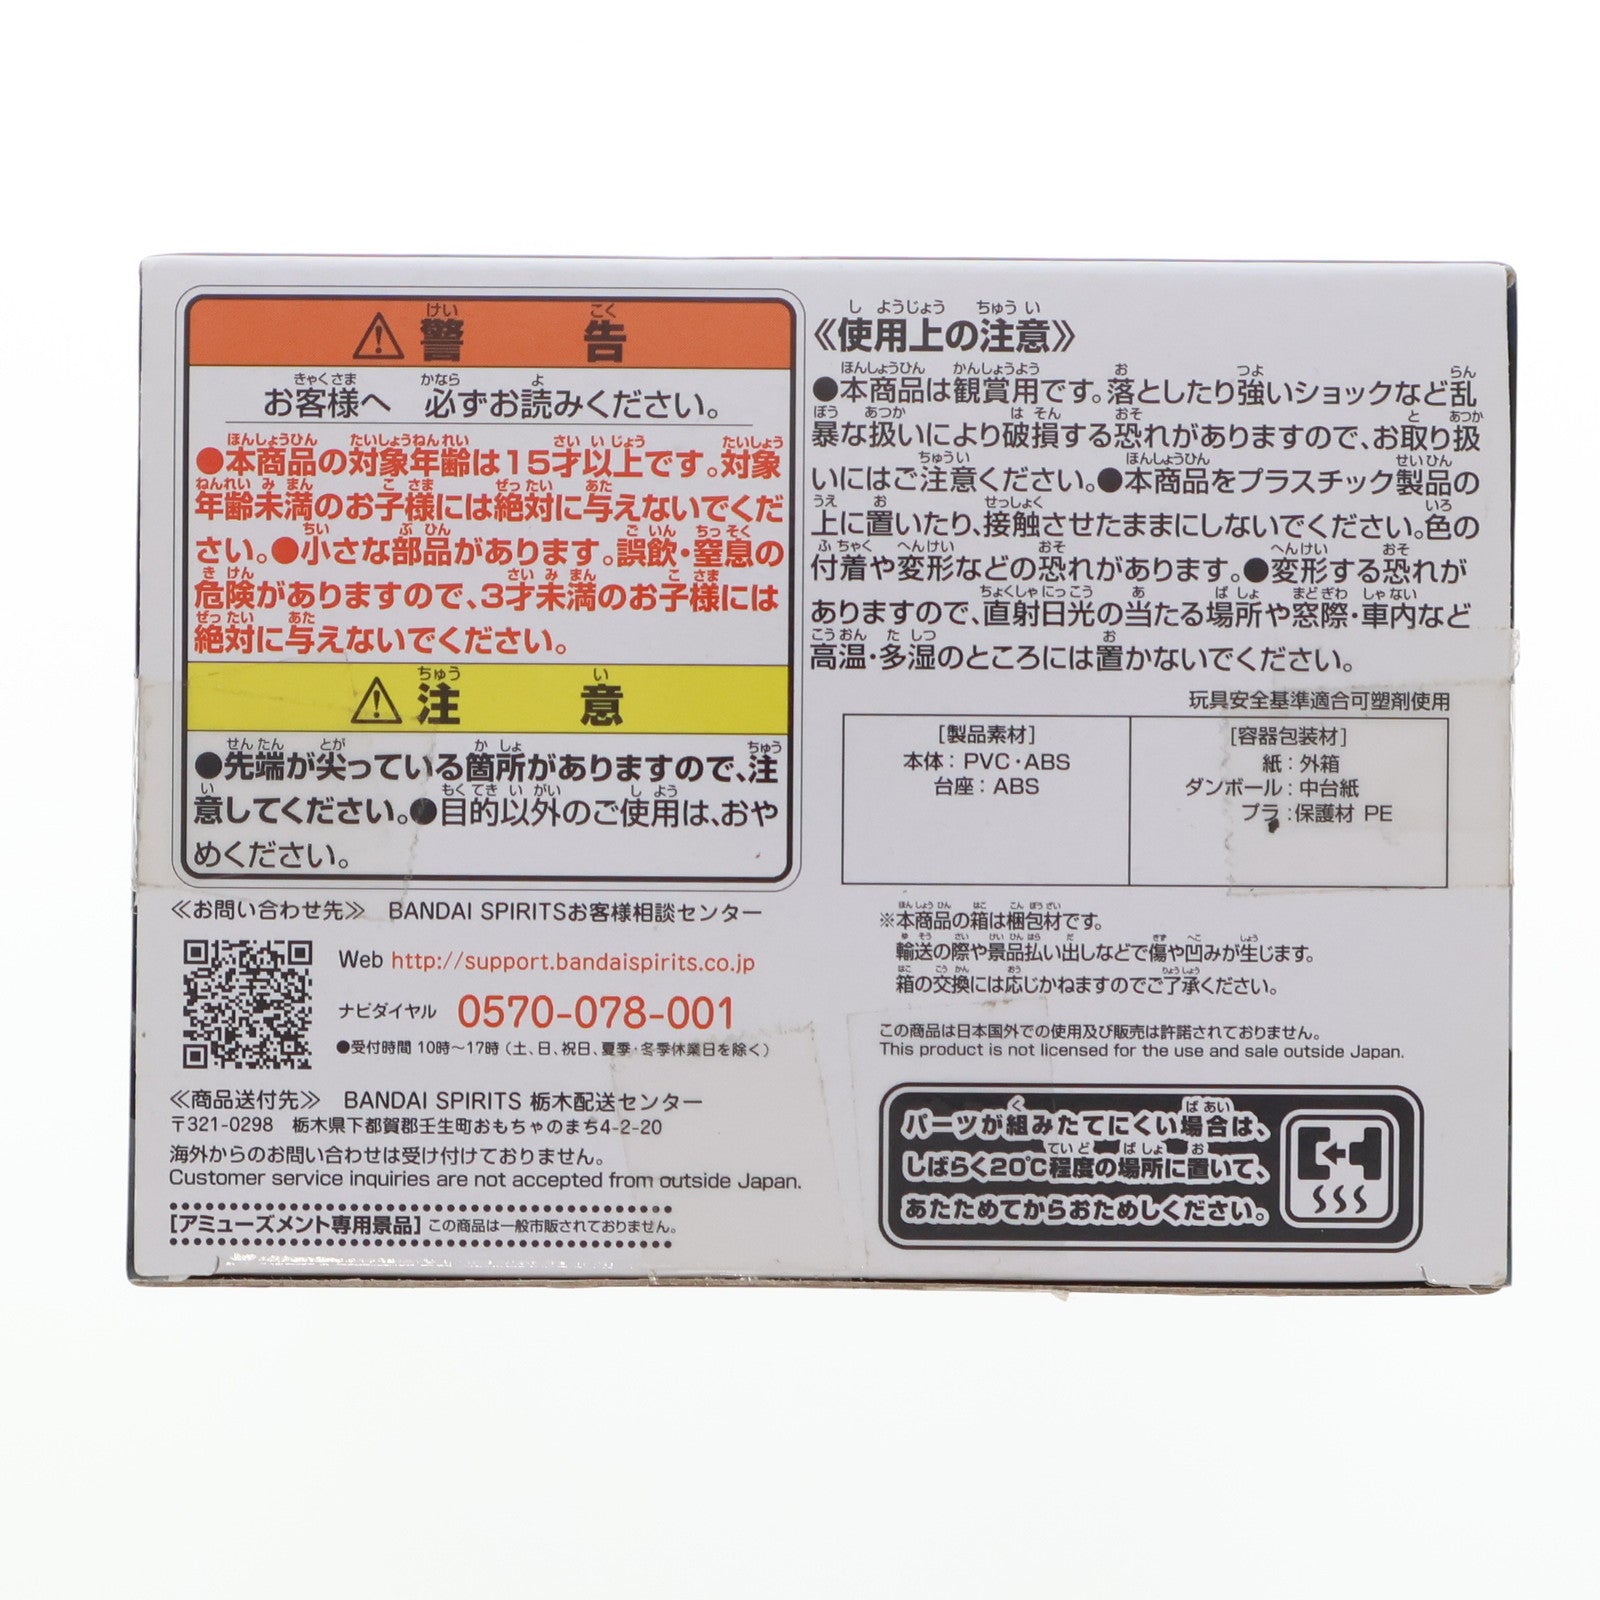 ⚠警告
お客様へ 必ずお読みください。
●本商品の対象年齢は15才以上です。対象
年齢未満のお子様には絶対に与えないでくだ
さい。●小さな部品があります。誤飲・窒息の
危険がありますので、3才未満のお子様には
絶対に与えないでください。
⚠注意
●先端が尖っている箇所がありますので、注
意してください。●目的以外のご使用は、おや
めください。
≪お問い合わせ先≫ BANDAI SPIRITSお客様相談センター
Web http://support.bandaispirits.co.jp
ナビダイヤル 0570-078-001
●受付時間 10時～17時(土、日、祝日、夏季・冬季休業日を除く)
≪商品送付先≫ BANDAI SPIRITS 栃木配送センター
〒321-0298 栃木県下都賀郡壬生町おもちゃのまち4-2-20
海外からのお問い合わせは受け付けておりません。
Customer service inquiries are not accepted from outside Japan.
[アミューズメント専用景品] この商品は一般市販されておりません。
《使用上の注意》
●本商品は観賞用です。落としたり強いショックなど乱
暴な扱いにより破損する恐れがありますので、お取り扱
いにはご注意ください。●本商品をプラスチック製品の
上に置いたり、接触させたままにしないでください。色の
付着や変形などの恐れがあります。●変形する恐れが
ありますので、直射日光の当たる場所や窓際・車内など
高温・多湿のところには置かないでください。
玩具安全基準適合可塑剤使用
[製品素材]
本体：PVC・ABS
台座：ABS
[容器包装材]
紙：外箱
ダンボール：中台紙
プラ：保護材 PE
※本商品の箱は梱包材です。
輸送の際や景品払い出しなどで傷や凹みが生じます。
箱の交換には応じかねますのでご了承ください。
この商品は日本国外での使用及び販売は許諾されておりません。
This product is not licensed for the use and sale outside Japan.
パーツが組みたてにくい場合は、
しばらく20℃程度の場所に置いて、
あたためてからおためしください。